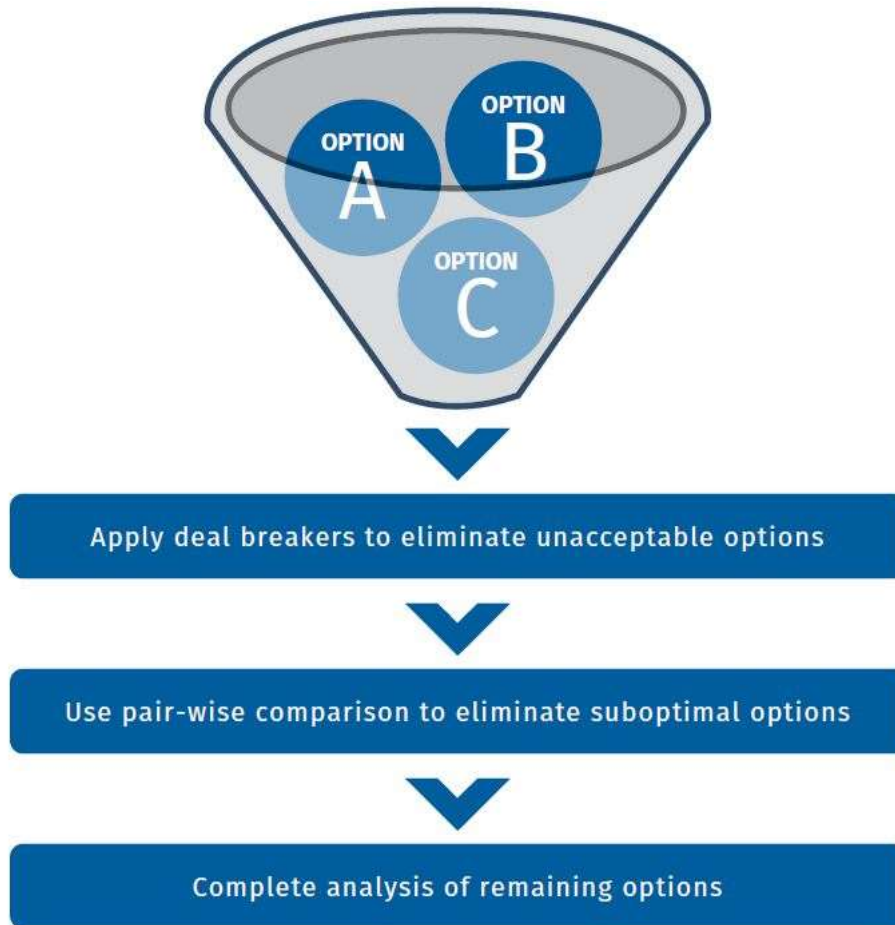 OPTION
A
OPTION
B
OPTION
C
Apply deal breakers to eliminate unacceptable options
Use pair-wise comparison to eliminate suboptimal options
Complete analysis of remaining options